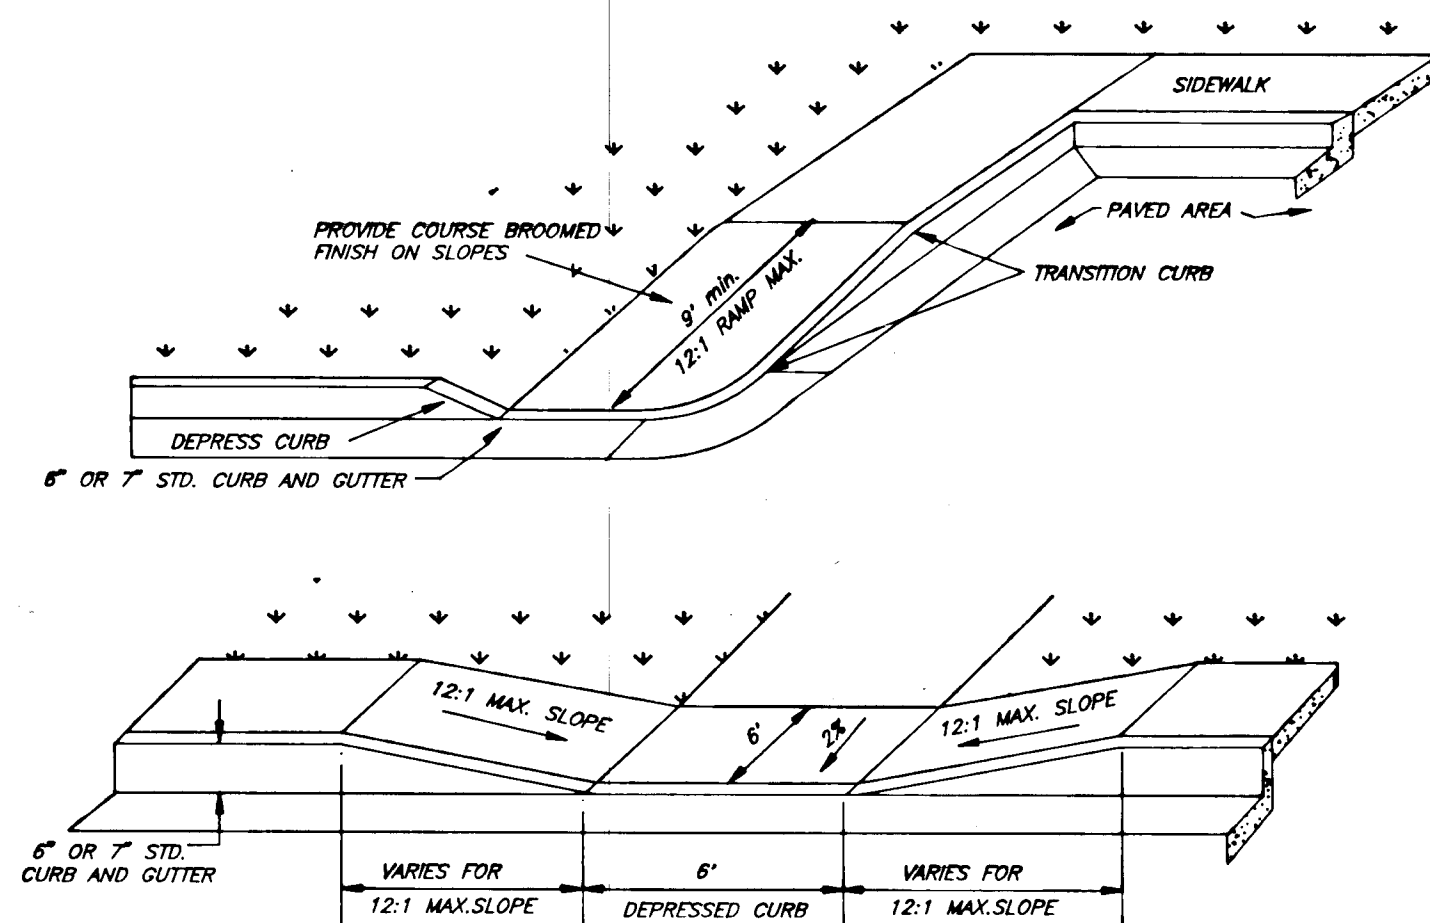 SIDEWALK
PAVED AREA
PROVIDE COURSE BROOMED
FINISH ON SLOPES
TRANSITION CURB
9' min.
12:1 RAMP MAX.
DEPRESS CURB
6" OR 7" STD. CURB AND GUTTER
12:1 MAX. SLOPE
6'
2%
12:1 MAX. SLOPE
6" OR 7" STD.
CURB AND GUTTER
VARIES FOR
12:1 MAX.SLOPE
6'
DEPRESSED CURB
VARIES FOR
12:1 MAX.SLOPE